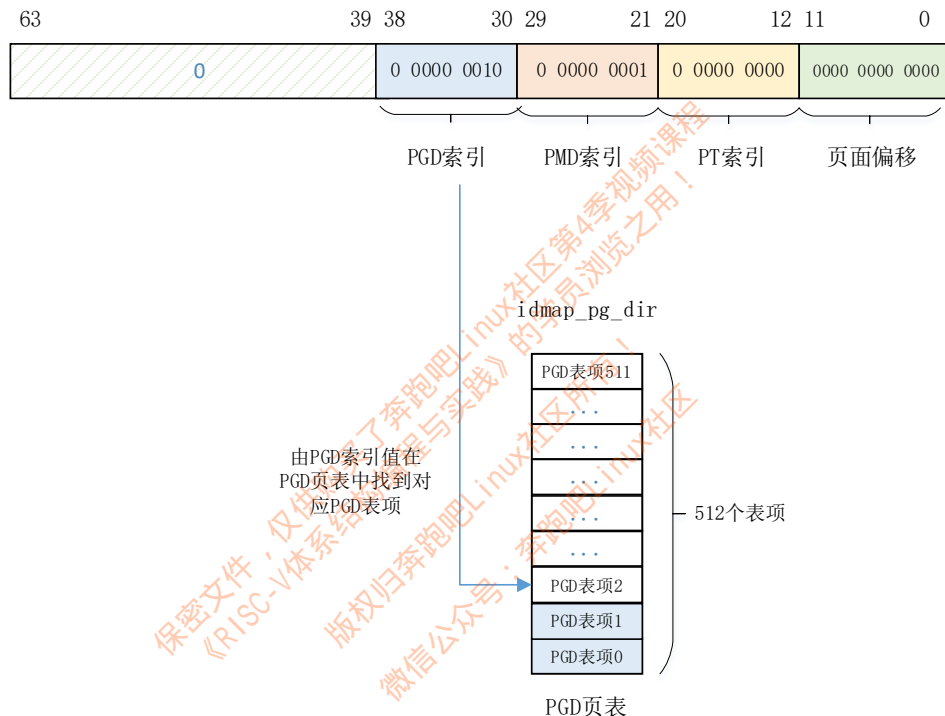 63 39 38 30 29 21 20 12 11 0
0 0 0000 0010 0 0000 0001 0 0000 0000 0000 0000 0000
PGD索引 PMD索引 PT索引 页面偏移
idmap_pg_dir
PGD表项511
...
...
...
...
...
PGD表项2
PGD表项1
PGD表项0
PGD页表
由PGD索引值在
PGD页表中找到对
应PGD表项
512个表项
保密文件,仅供购买了奔跑吧Linux社区第4季视频课程
《RISC-V体系结构编程与实践》的学员浏览之用!
版权归奔跑吧Linux社区所有!
微信公众号:奔跑吧Linux社区